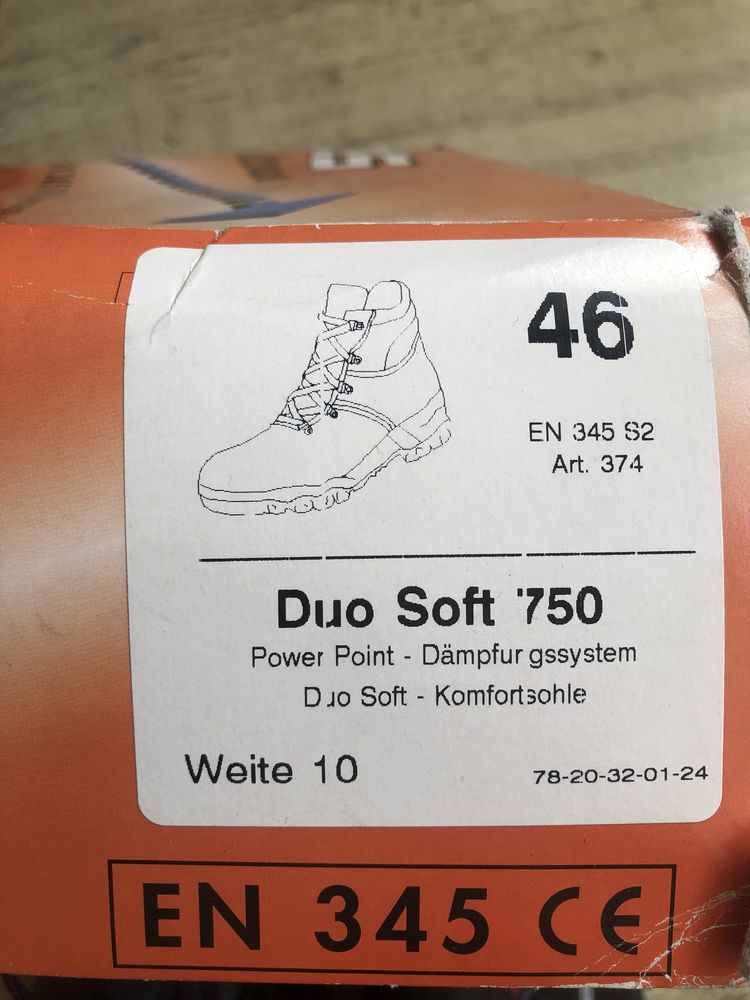 46
EN 345 S2
Art. 374
Duo Soft 750
Power Point - Dämpfungssystem
Duo Soft - Komfortsohle
Weite 10
78-20-32-01-24
EN 345 CE